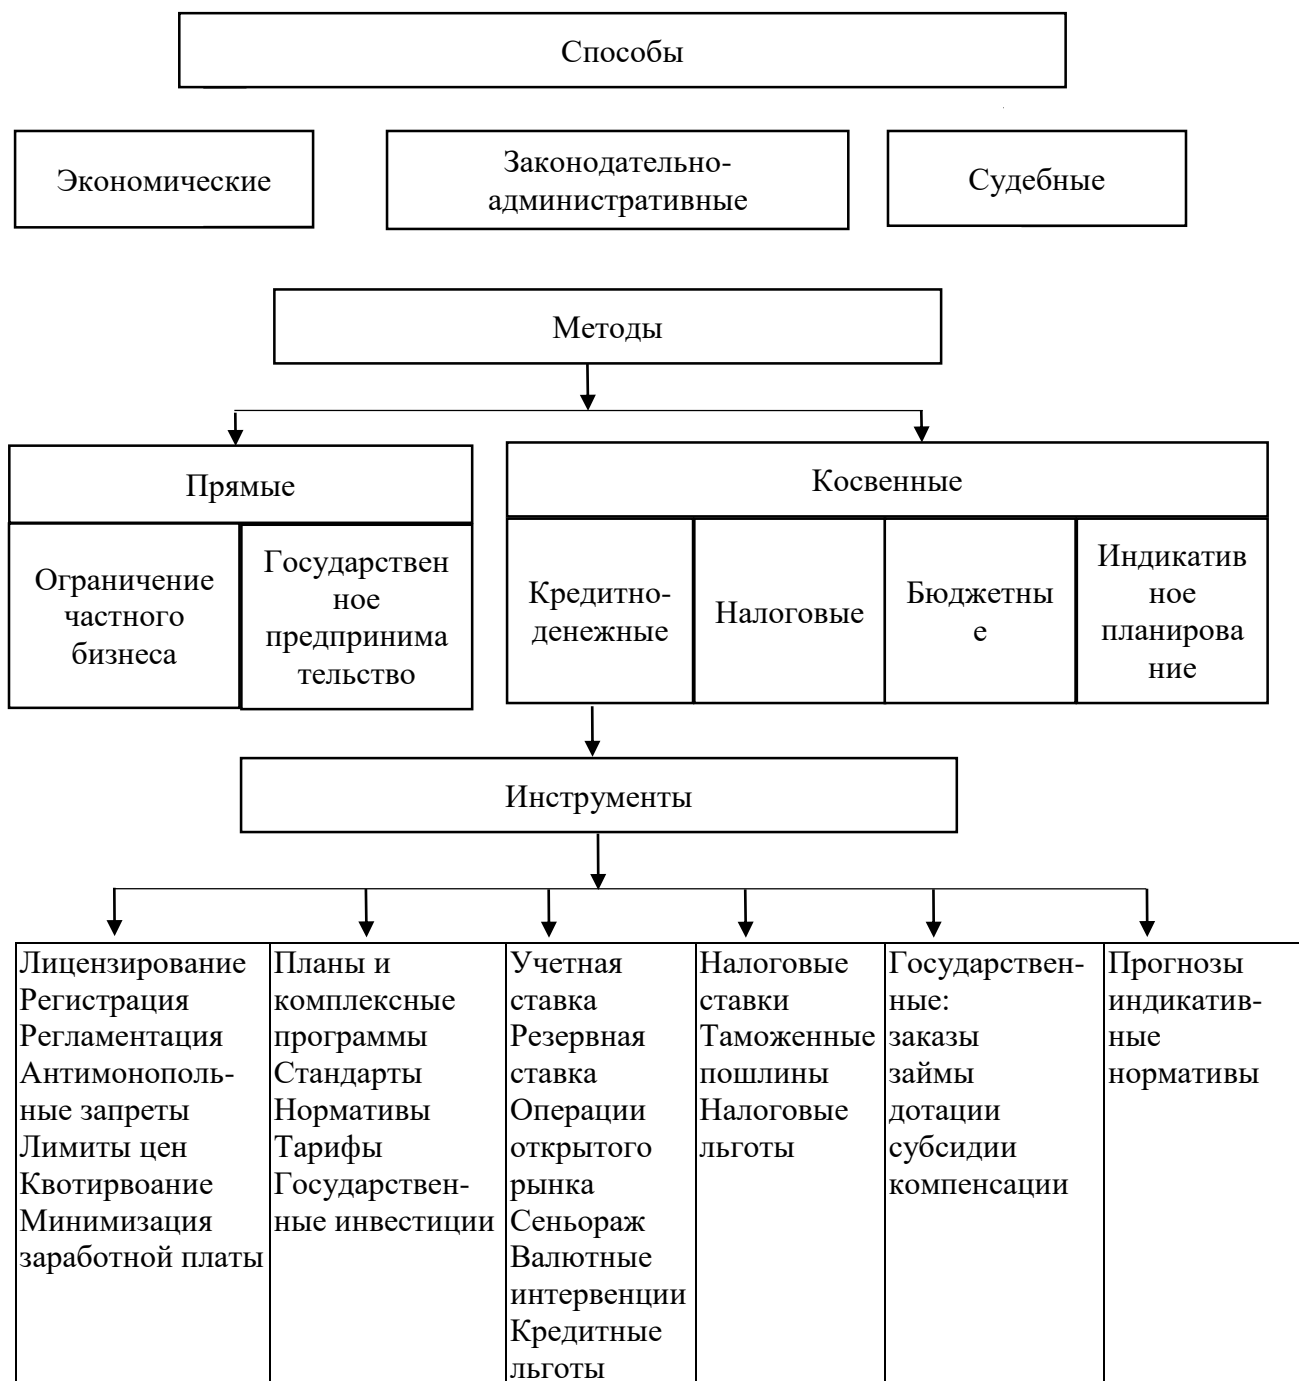 Способы
Экономические
Законодательно-
административные
Судебные
Методы
Прямые
Косвенные
Ограничение
частного
бизнеса
Государствен
ное
предпринима
тельство
Кредитно-
денежные
Налоговые
Бюджетны
е
Индикатив
ное
планирова
ние
Инструменты
Лицензирование
Регистрация
Регламентация
Антимонополь-
ные запреты
Лимиты цен
Квотирвоание
Минимизация
заработной платы
Планы и
комплексные
программы
Стандарты
Нормативы
Тарифы
Государствен-
ные инвестиции
Учетная
ставка
Резервная
ставка
Операции
открытого
рынка
Сеньораж
Валютные
интервенции
Кредитные
льготы
Налоговые
ставки
Таможенные
пошлины
Налоговые
льготы
Государствен-
ные:
заказы
займы
дотации
субсидии
компенсации
Прогнозы
индикатив-
ные
нормативы